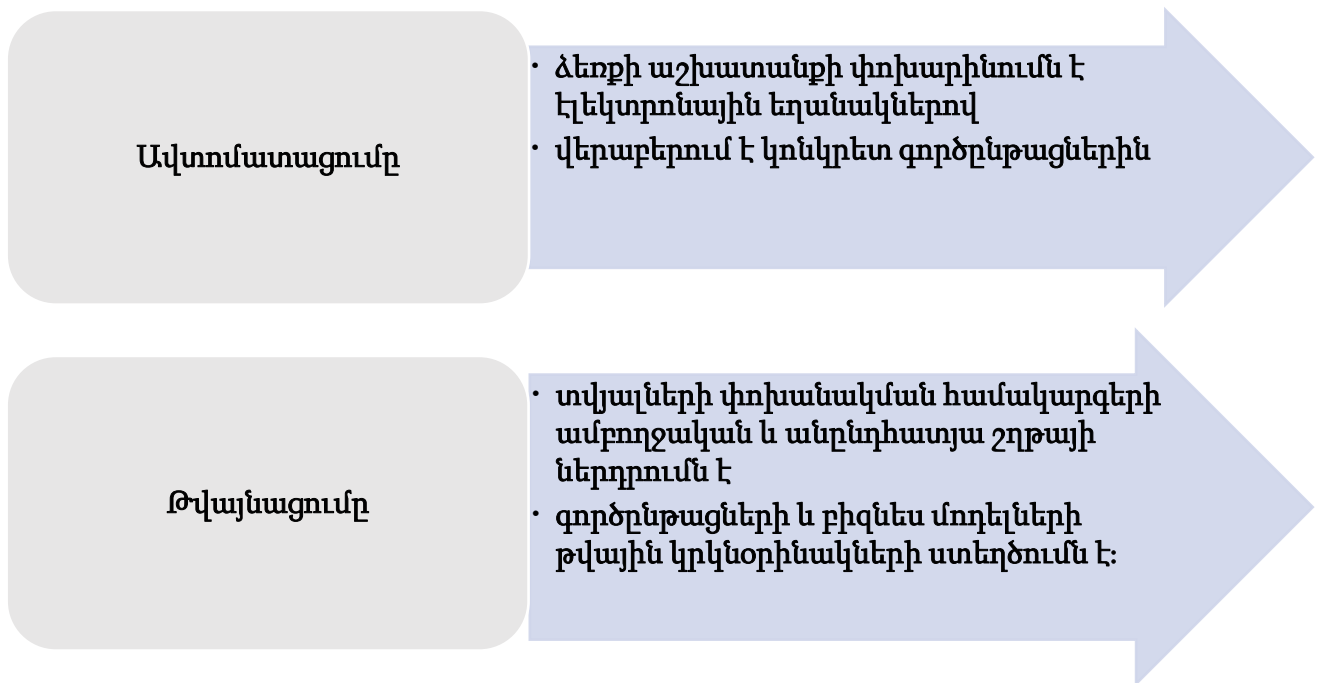 Ավտոմատացումը
• ձեռքի աշխատանքի փոխարինումն է
էլեկտրոնային եղանակներով
• վերաբերում է կոնկրետ գործընթացներին
Թվայնացումը
• տվյալների փոխանակման համակարգերի
ամբողջական և անընդհատյա շղթայի
ներդրումն է
• գործընթացների և բիզնես մոդելների
թվային կրկնօրինակների ստեղծումն է: